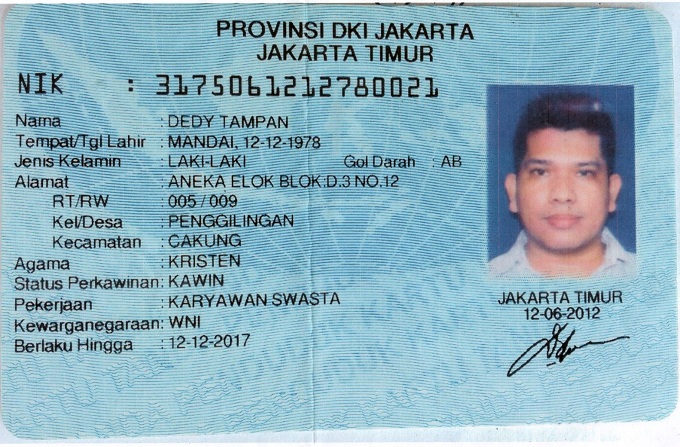 PROVINSI DKI JAKARTA
JAKARTA TIMUR
NIK : 3175061212780021
Nama : DEDY TAMPAN
Tempat/Tgl Lahir : MANDAI, 12-12-1978
Jenis Kelamin : LAKI-LAKI Gol Darah : AB
Alamat : ANEKA ELOK BLOK:D.3 NO.12
RT/RW : 005 / 009
Kel/Desa : PENGGILINGAN
Kecamatan : CAKUNG
Agama : KRISTEN
Status Perkawinan: KAWIN
Pekerjaan : KARYAWAN SWASTA
Kewarganegaraan: WNI
Berlaku Hingga : 12-12-2017
JAKARTA TIMUR
12-06-2012